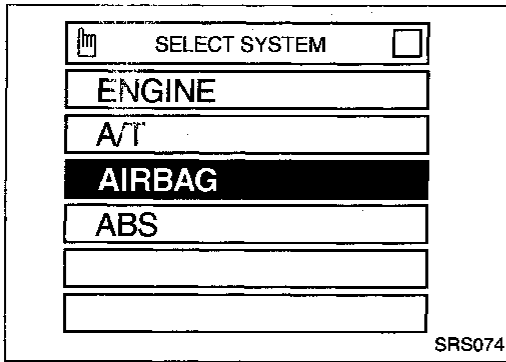 SELECT SYSTEM
ENGINE
A/T
AIRBAG
ABS
SRS074